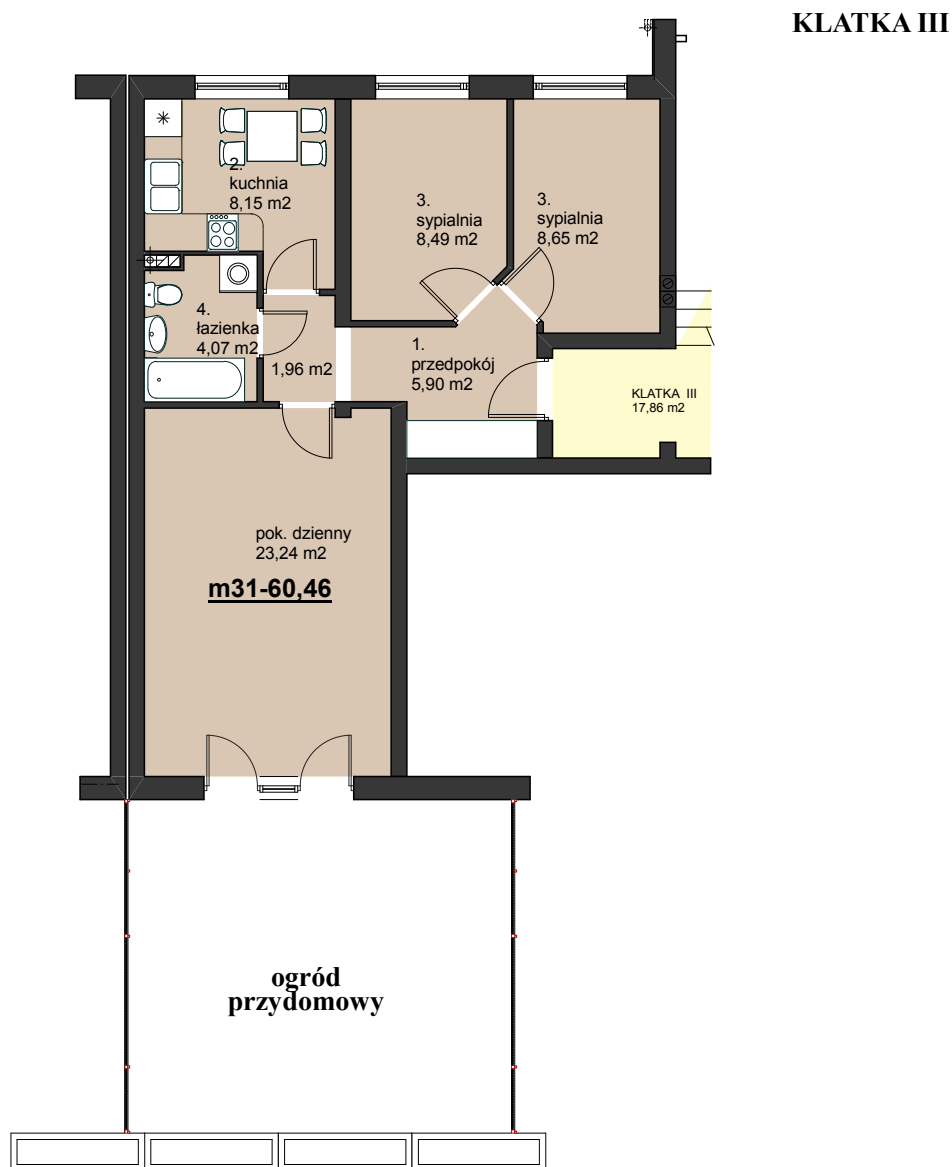 KLATKA III
2.
kuchnia
8,15 m2
3.
sypialnia
8,49 m2
3.
sypialnia
8,65 m2
4.
łazienka
4,07 m2
1,96 m2
1.
przedpokój
5,90 m2
KLATKA III
17,86 m2
pok. dzienny
23,24 m2
m31-60,46
ogród
przydomowy